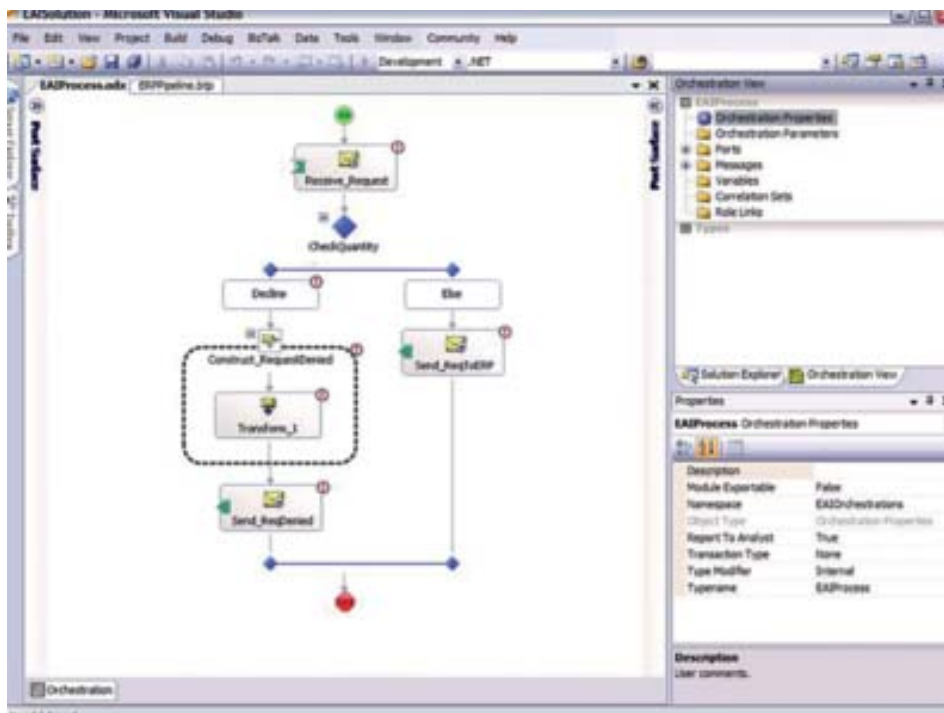 EAISolution - Microsoft Visual Studio
File Edit View Project Build Debug BizTalk Data Tools Window Community Help
Development .NET
EAIProcess.odx ERPPipeline.btp
Port Surface
Port Surface
Receive_Request
CheckQuantity
Decline
Else
Construct_RequestDenied
Send_ReqToERP
Transform_1
Send_ReqDenied
Orchestration
Orchestration View
EAIProcess
Orchestration Properties
Orchestration Parameters
Ports
Messages
Variables
Correlation Sets
Role Links
Types
Solution Explorer Orchestration View
Properties
EAIProcess Orchestration Properties
Description
Module Exportable False
Namespace EAIOrchestrations
Object Type Orchestration Properties
Report To Analyst True
Transaction Type None
Type Modifier Internal
Typename EAIProcess
Description
User comments.